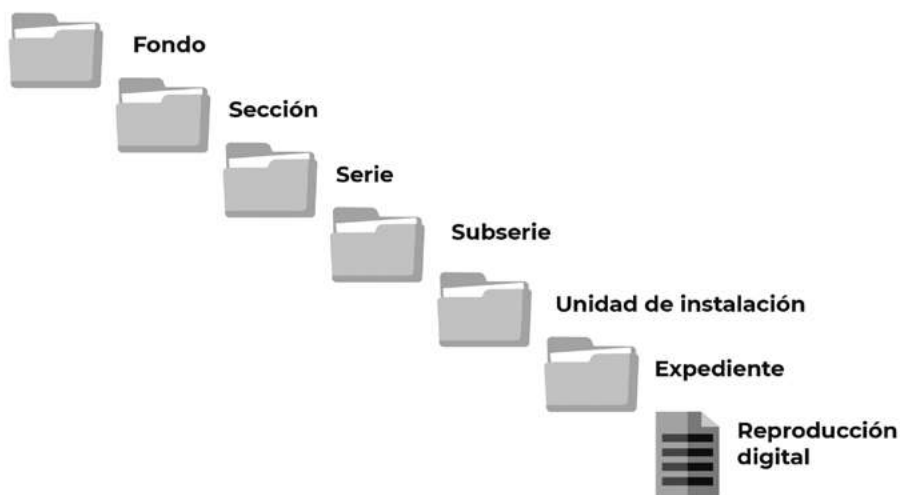 Fondo
Sección
Serie
Subserie
Unidad de instalación
Expediente
Reproducción
digital